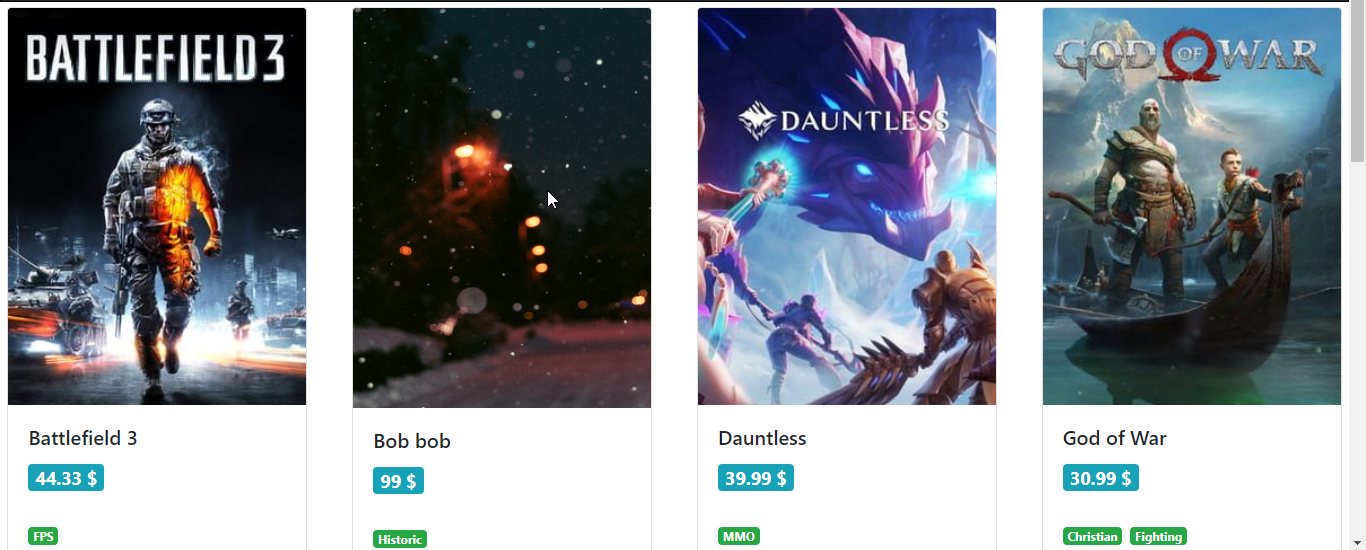 BATTLEFIELD 3
Battlefield 3
44.33 $
FPS
Bob bob
99 $
Historic
DAUNTLESS
Dauntless
39.99 $
MMO
GOD OF WAR
God of War
30.99 $
Christian Fighting